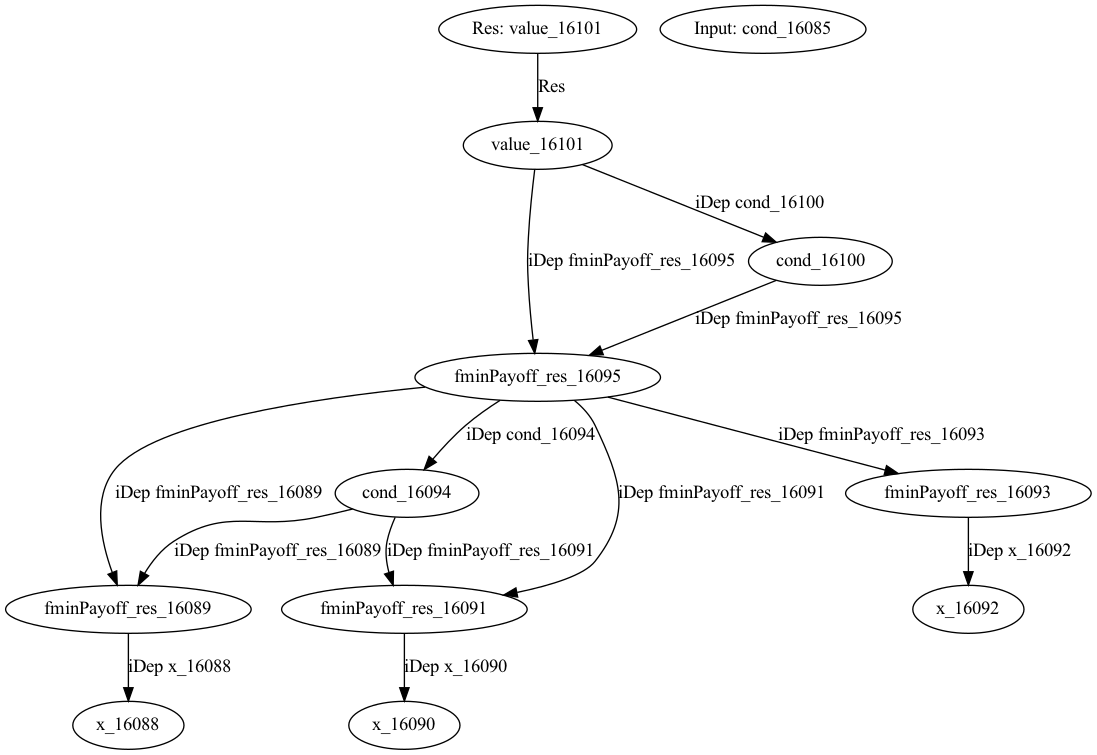 Res: value_16101
Input: cond_16085
Res
value_16101
iDep cond_16100
iDep fminPayoff_res_16095
cond_16100
iDep fminPayoff_res_16095
fminPayoff_res_16095
iDep cond_16094
iDep fminPayoff_res_16093
iDep fminPayoff_res_16089
cond_16094
iDep fminPayoff_res_16091
fminPayoff_res_16093
iDep fminPayoff_res_16089
iDep fminPayoff_res_16091
iDep x_16092
fminPayoff_res_16089
fminPayoff_res_16091
x_16092
iDep x_16088
iDep x_16090
x_16088
x_16090